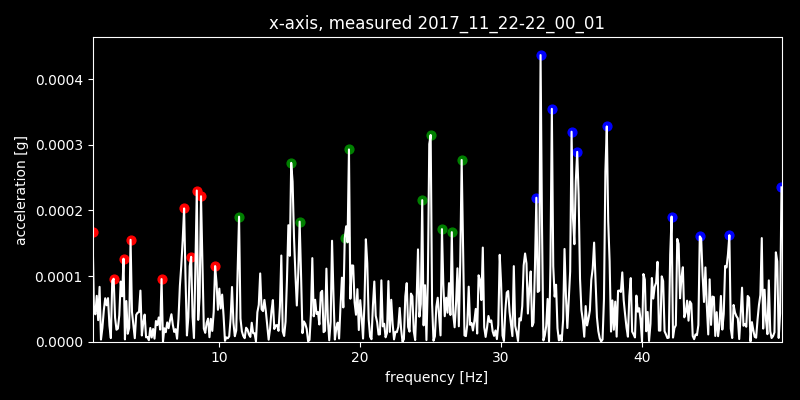 x-axis, measured 2017_11_22-22_00_01
0.0004
0.0003
0.0002
0.0001
0.0000
acceleration [g]
10 20 30 40
frequency [Hz]